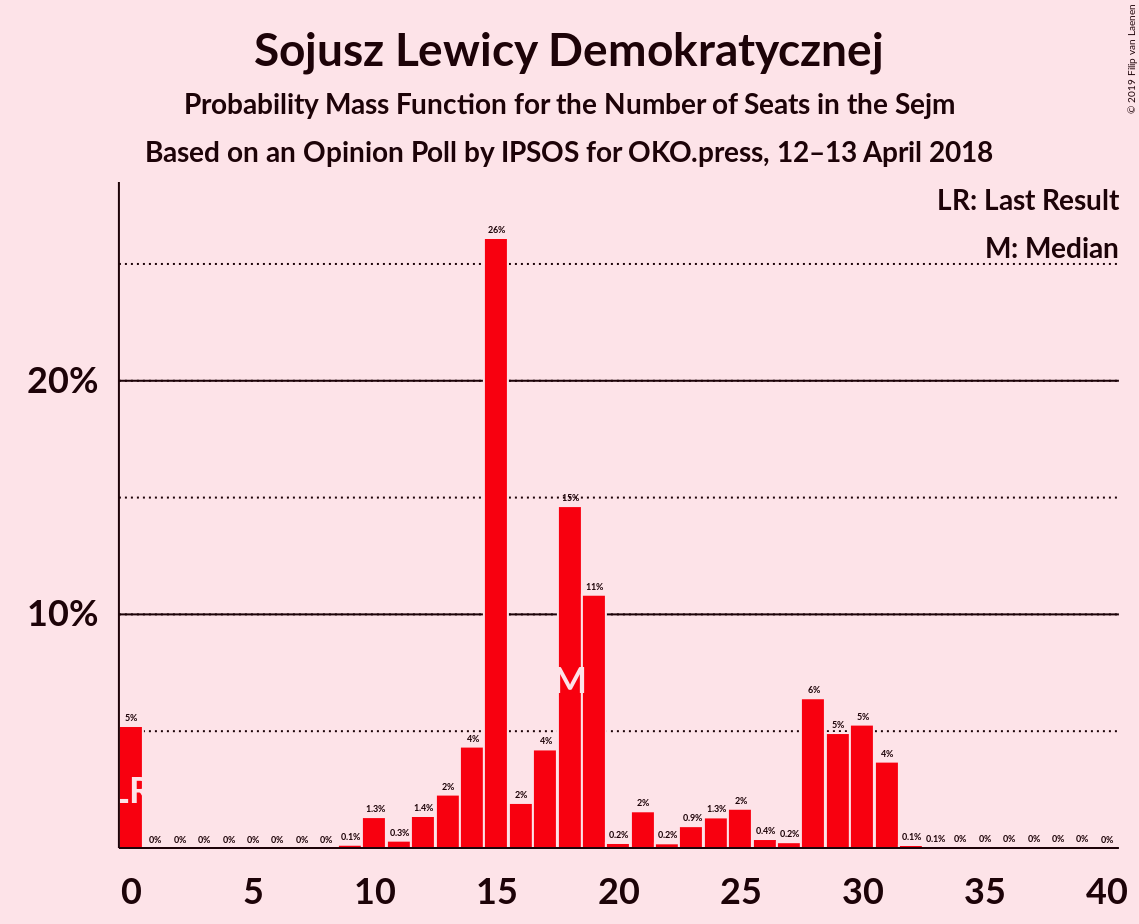 Sojusz Lewicy Demokratycznej
Probability Mass Function for the Number of Seats in the Sejm
Based on an Opinion Poll by IPSOS for OKO.press, 12–13 April 2018
© 2019 Filip van Laenen
LR: Last Result
M: Median
20%
10%
5% 0% 0% 0% 0% 0% 0% 0% 0% 0.1% 1.3% 0.3% 1.4% 2% 4% 26% 2% 4% 15% 11% 0.2% 2% 0.2% 0.9% 1.3% 2% 0.4% 0.2% 6% 5% 5% 4% 0.1% 0.1% 0% 0% 0% 0% 0% 0% 0%
LR
M
0 5 10 15 20 25 30 35 40